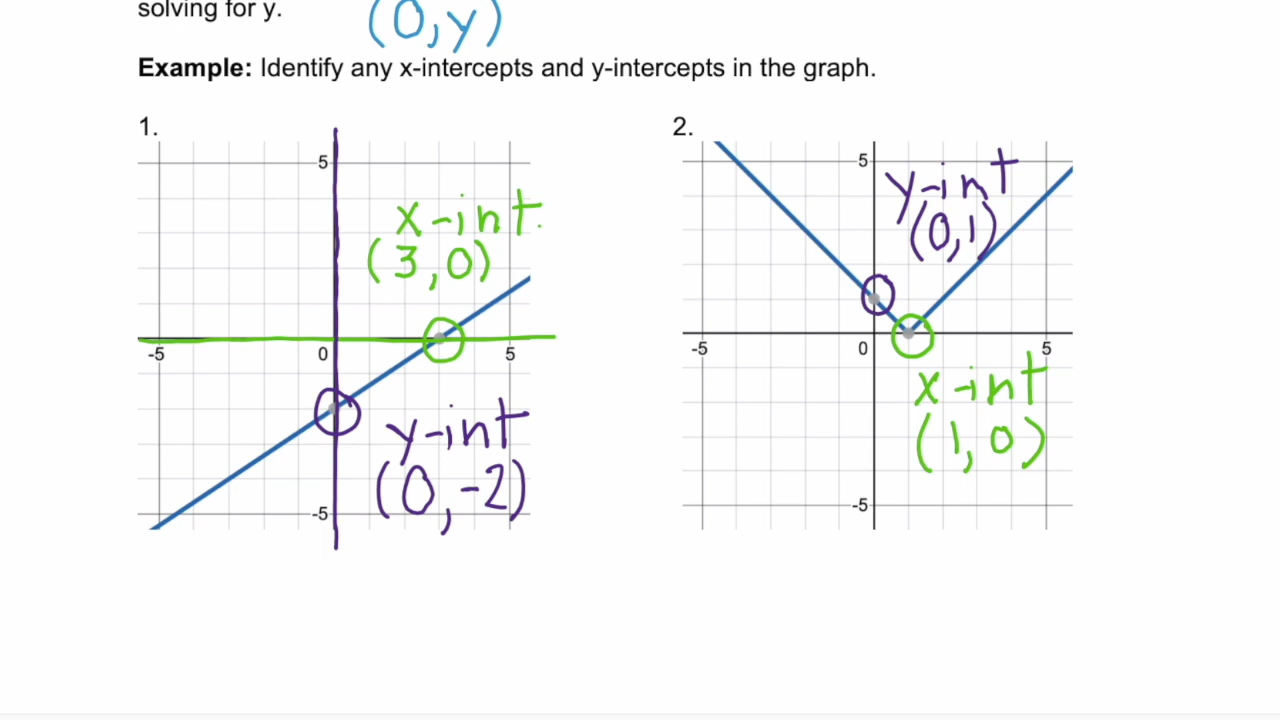 solving for y.
(0,y)
Example: Identify any x-intercepts and y-intercepts in the graph.
1.
5
x-int.
(3,0)
-5
0
5
y-int
(0,-2)
-5
2.
5
y-int
(0,1)
-5
0
5
x-int
(1,0)
-5